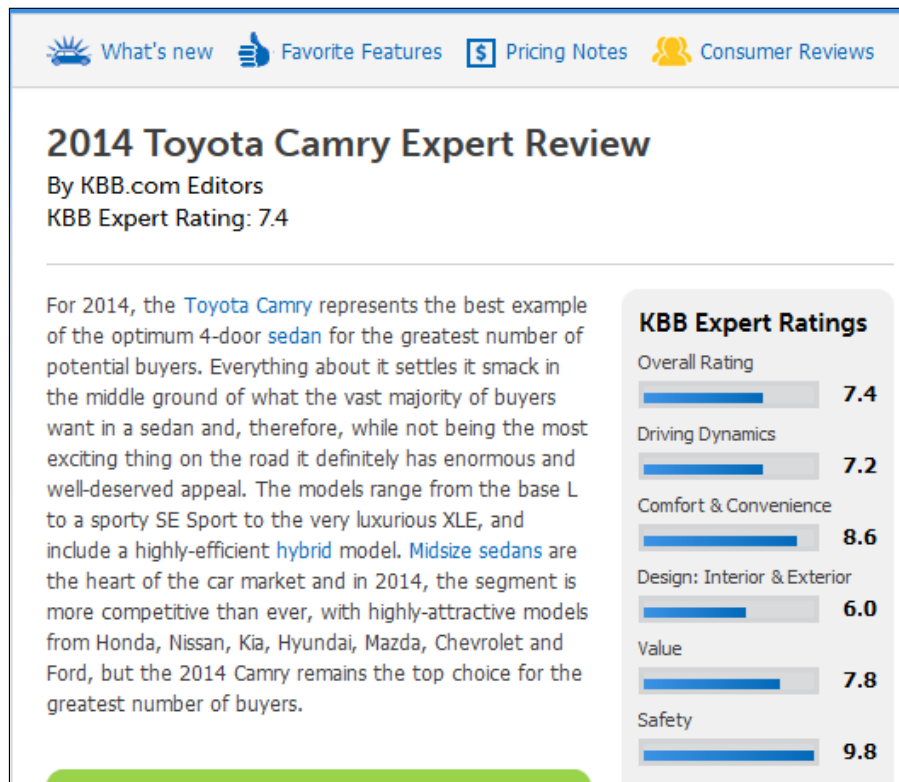 What's new Favorite Features $ Pricing Notes Consumer Reviews
2014 Toyota Camry Expert Review
By KBB.com Editors
KBB Expert Rating: 7.4
For 2014, the Toyota Camry represents the best example
of the optimum 4-door sedan for the greatest number of
potential buyers. Everything about it settles it smack in
the middle ground of what the vast majority of buyers
want in a sedan and, therefore, while not being the most
exciting thing on the road it definitely has enormous and
well-deserved appeal. The models range from the base L
to a sporty SE Sport to the very luxurious XLE, and
include a highly-efficient hybrid model. Midsize sedans are
the heart of the car market and in 2014, the segment is
more competitive than ever, with highly-attractive models
from Honda, Nissan, Kia, Hyundai, Mazda, Chevrolet and
Ford, but the 2014 Camry remains the top choice for the
greatest number of buyers.
KBB Expert Ratings
Overall Rating
7.4
Driving Dynamics
7.2
Comfort & Convenience
8.6
Design: Interior & Exterior
6.0
Value
7.8
Safety
9.8